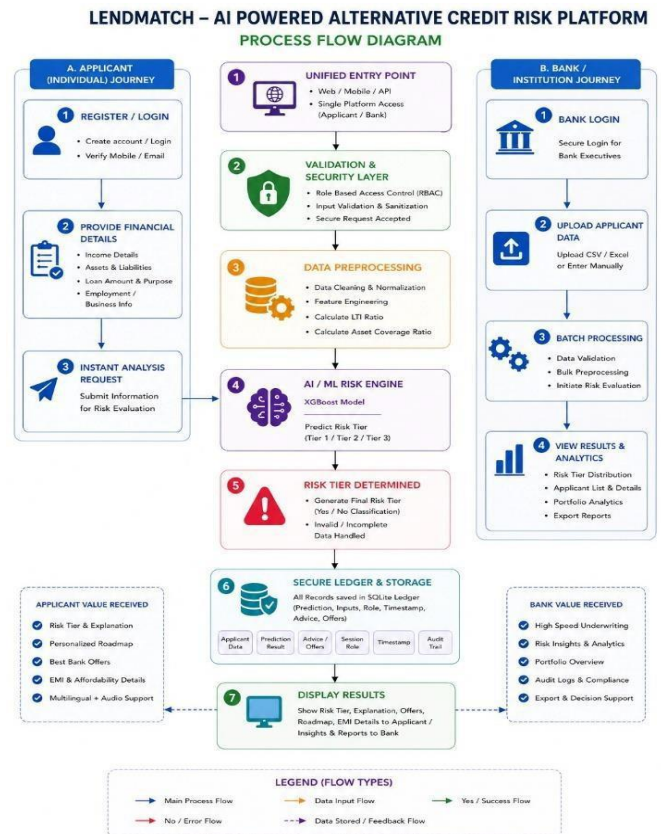 LENDMATCH – AI POWERED ALTERNATIVE CREDIT RISK PLATFORM
PROCESS FLOW DIAGRAM
A. APPLICANT
(INDIVIDUAL) JOURNEY
1 REGISTER / LOGIN
• Create account / Login
• Verify Mobile / Email
2 PROVIDE FINANCIAL
DETAILS
• Income Details
• Assets & Liabilities
• Loan Amount & Purpose
• Employment /
Business Info
3 INSTANT ANALYSIS
REQUEST
Submit Information
for Risk Evaluation
1 UNIFIED ENTRY POINT
• Web / Mobile / API
• Single Platform Access
(Applicant / Bank)
2 VALIDATION &
SECURITY LAYER
• Role Based Access Control (RBAC)
• Input Validation & Sanitization
• Secure Request Accepted
3 DATA PREPROCESSING
• Data Cleaning & Normalization
• Feature Engineering
• Calculate LTI Ratio
• Calculate Asset Coverage Ratio
4 AI / ML RISK ENGINE
XGBoost Model
Predict Risk Tier
(Tier 1 / Tier 2 / Tier 3)
5 RISK TIER DETERMINED
• Generate Final Risk Tier
(Yes / No Classification)
• Invalid / Incomplete
Data Handled
6 SECURE LEDGER & STORAGE
All Records saved in SQLite Ledger
(Prediction, Inputs, Role, Timestamp,
Advice, Offers)
Applicant
Data
Prediction
Result
Advice /
Offers
Session
Role
Timestamp
Audit
Trail
7 DISPLAY RESULTS
Show Risk Tier, Explanation, Offers,
Roadmap, EMI Details to Applicant /
Insights & Reports to Bank
B. BANK /
INSTITUTION JOURNEY
1 BANK LOGIN
Secure Login for
Bank Executives
2 UPLOAD APPLICANT
DATA
Upload CSV / Excel
or Enter Manually
3 BATCH PROCESSING
• Data Validation
• Bulk Preprocessing
• Initiate Risk Evaluation
4 VIEW RESULTS &
ANALYTICS
• Risk Tier Distribution
• Applicant List & Details
• Portfolio Analytics
• Export Reports
APPLICANT VALUE RECEIVED
Risk Tier & Explanation
Personalized Roadmap
Best Bank Offers
EMI & Affordability Details
Multilingual + Audio Support
BANK VALUE RECEIVED
High Speed Underwriting
Risk Insights & Analytics
Portfolio Overview
Audit Logs & Compliance
Export & Decision Support
LEGEND (FLOW TYPES)
Main Process Flow
Data Input Flow
Yes / Success Flow
No / Error Flow
Data Stored / Feedback Flow